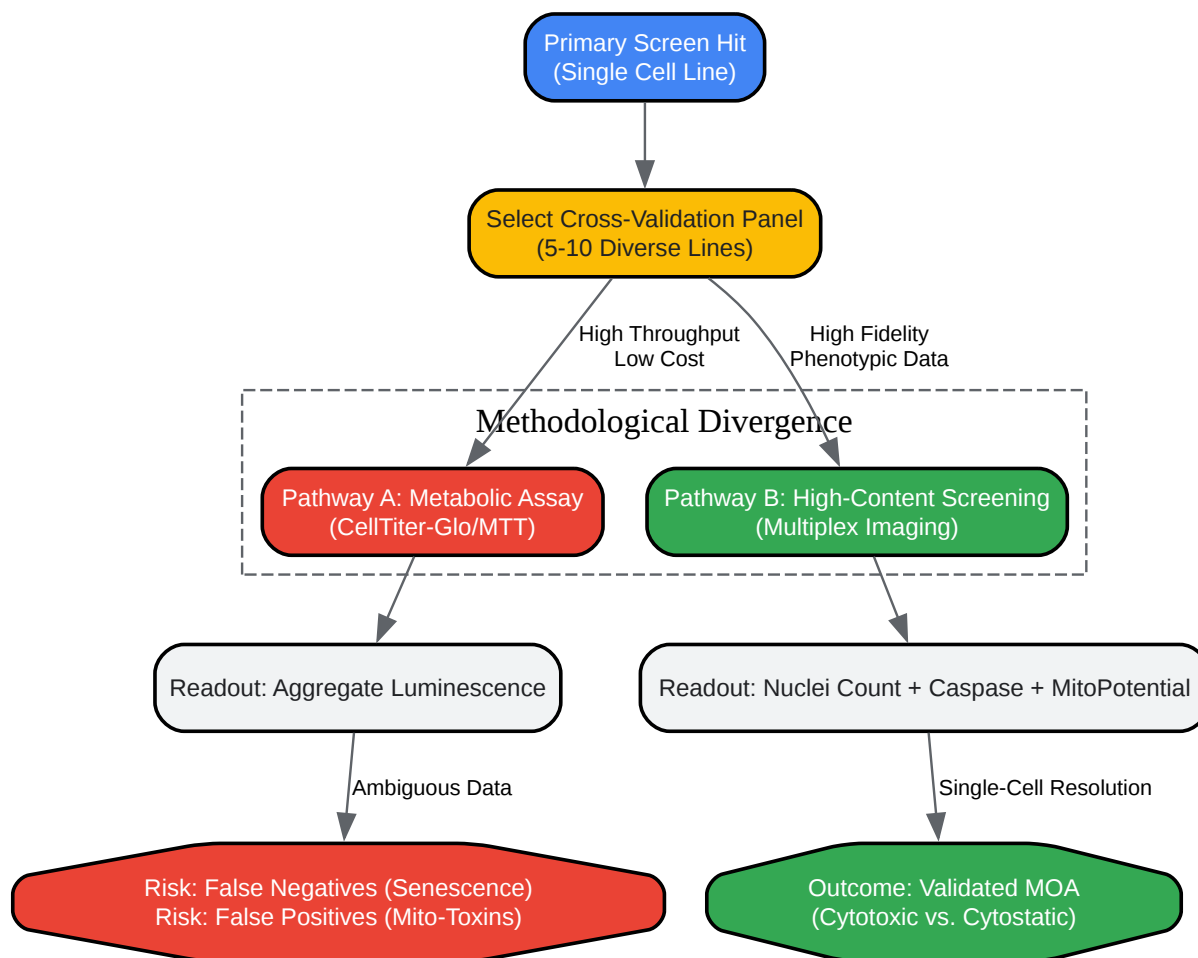 Primary Screen Hit
(Single Cell Line)
Select Cross-Validation Panel
(5-10 Diverse Lines)
High Throughput
Low Cost
High Fidelity
Phenotypic Data
Methodological Divergence
Pathway A: Metabolic Assay
(CellTiter-Glo/MTT)
Pathway B: High-Content Screening
(Multiplex Imaging)
Readout: Aggregate Luminescence
Readout: Nuclei Count + Caspase + MitoPotential
Ambiguous Data
Single-Cell Resolution
Risk: False Negatives (Senescence)
Risk: False Positives (Mito-Toxins)
Outcome: Validated MOA
(Cytotoxic vs. Cytostatic)